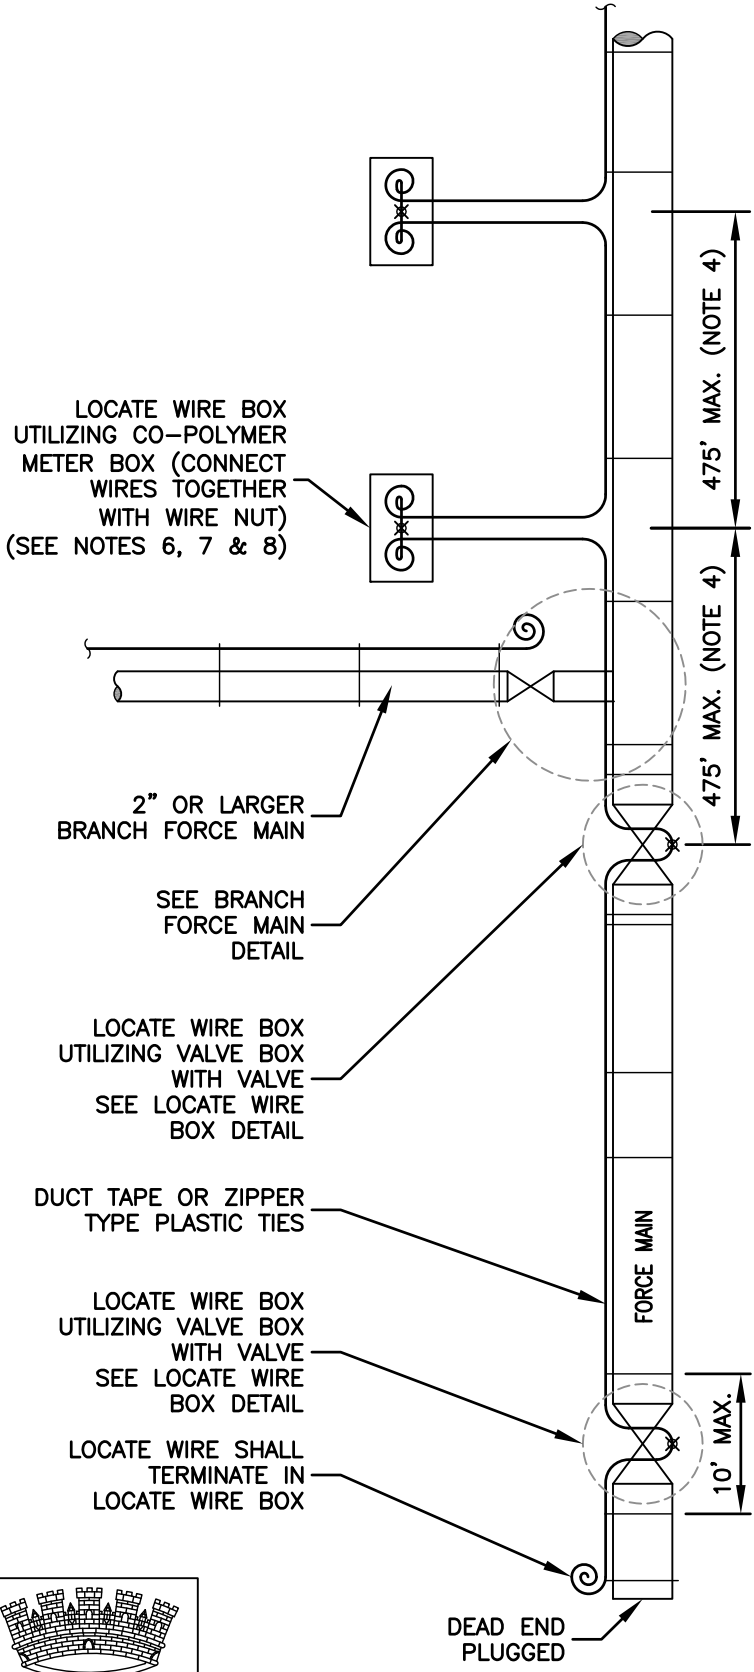 475' MAX. (NOTE 4)
LOCATE WIRE BOX
UTILIZING CO-POLYMER
METER BOX (CONNECT
WIRES TOGETHER
WITH WIRE NUT)
(SEE NOTES 6, 7 & 8)
475' MAX. (NOTE 4)
2" OR LARGER
BRANCH FORCE MAIN
SEE BRANCH
FORCE MAIN
DETAIL
LOCATE WIRE BOX
UTILIZING VALVE BOX
WITH VALVE
SEE LOCATE WIRE
BOX DETAIL
DUCT TAPE OR ZIPPER
TYPE PLASTIC TIES
FORCE MAIN
LOCATE WIRE BOX
UTILIZING VALVE BOX
WITH VALVE
SEE LOCATE WIRE
BOX DETAIL
10' MAX.
LOCATE WIRE SHALL
TERMINATE IN
LOCATE WIRE BOX
DEAD END
PLUGGED